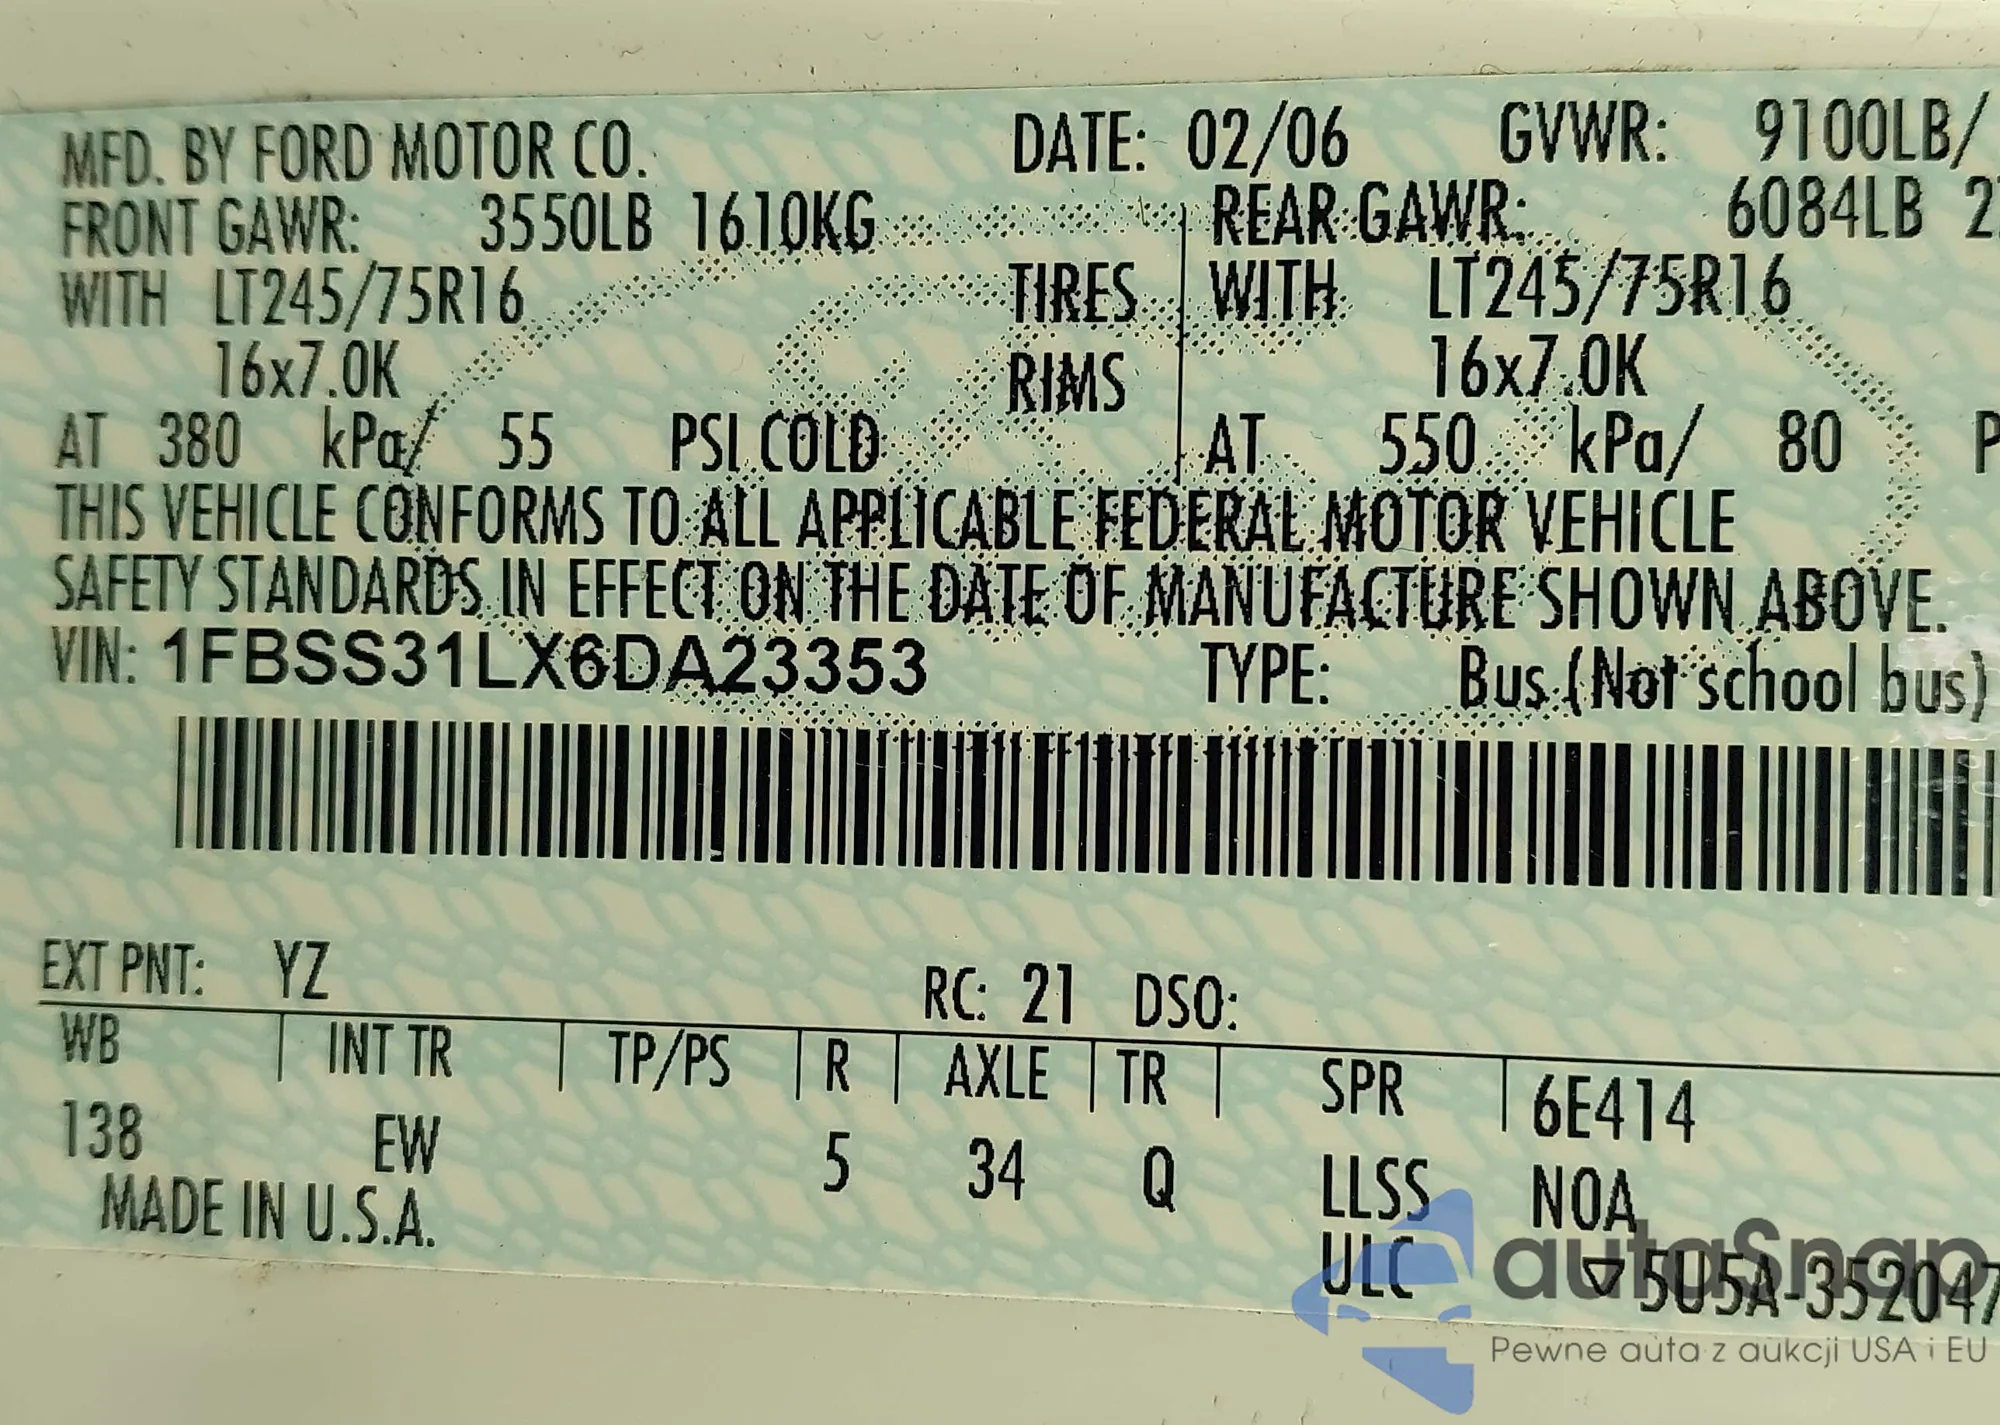 MFD. BY FORD MOTOR CO. DATE: 02/06 GVWR: 9100LB/
FRONT GAWR: 3550LB 1610KG REAR GAWR: 6084LB
WITH LT245/75R16 TIRES WITH LT245/75R16
16x7.0K RIMS 16x7.0K
AT 380 kPa/ 55 PSI COLD AT 550 kPa/ 80 P
THIS VEHICLE CONFORMS TO ALL APPLICABLE FEDERAL MOTOR VEHICLE
SAFETY STANDARDS IN EFFECT ON THE DATE OF MANUFACTURE SHOWN ABOVE.
VIN: 1FBSS31LX6DA23353 TYPE: Bus (Not school bus)
EXT PNT: YZ RC: 21 DSO:
WB INT TR TP/PS R AXLE TR SPR 6E414
138 EW 5 34 Q LLSS NOA
MADE IN U.S.A. ULC ▽5U5A-352047
autaSnap
Pewne auta z aukcji USA i EU